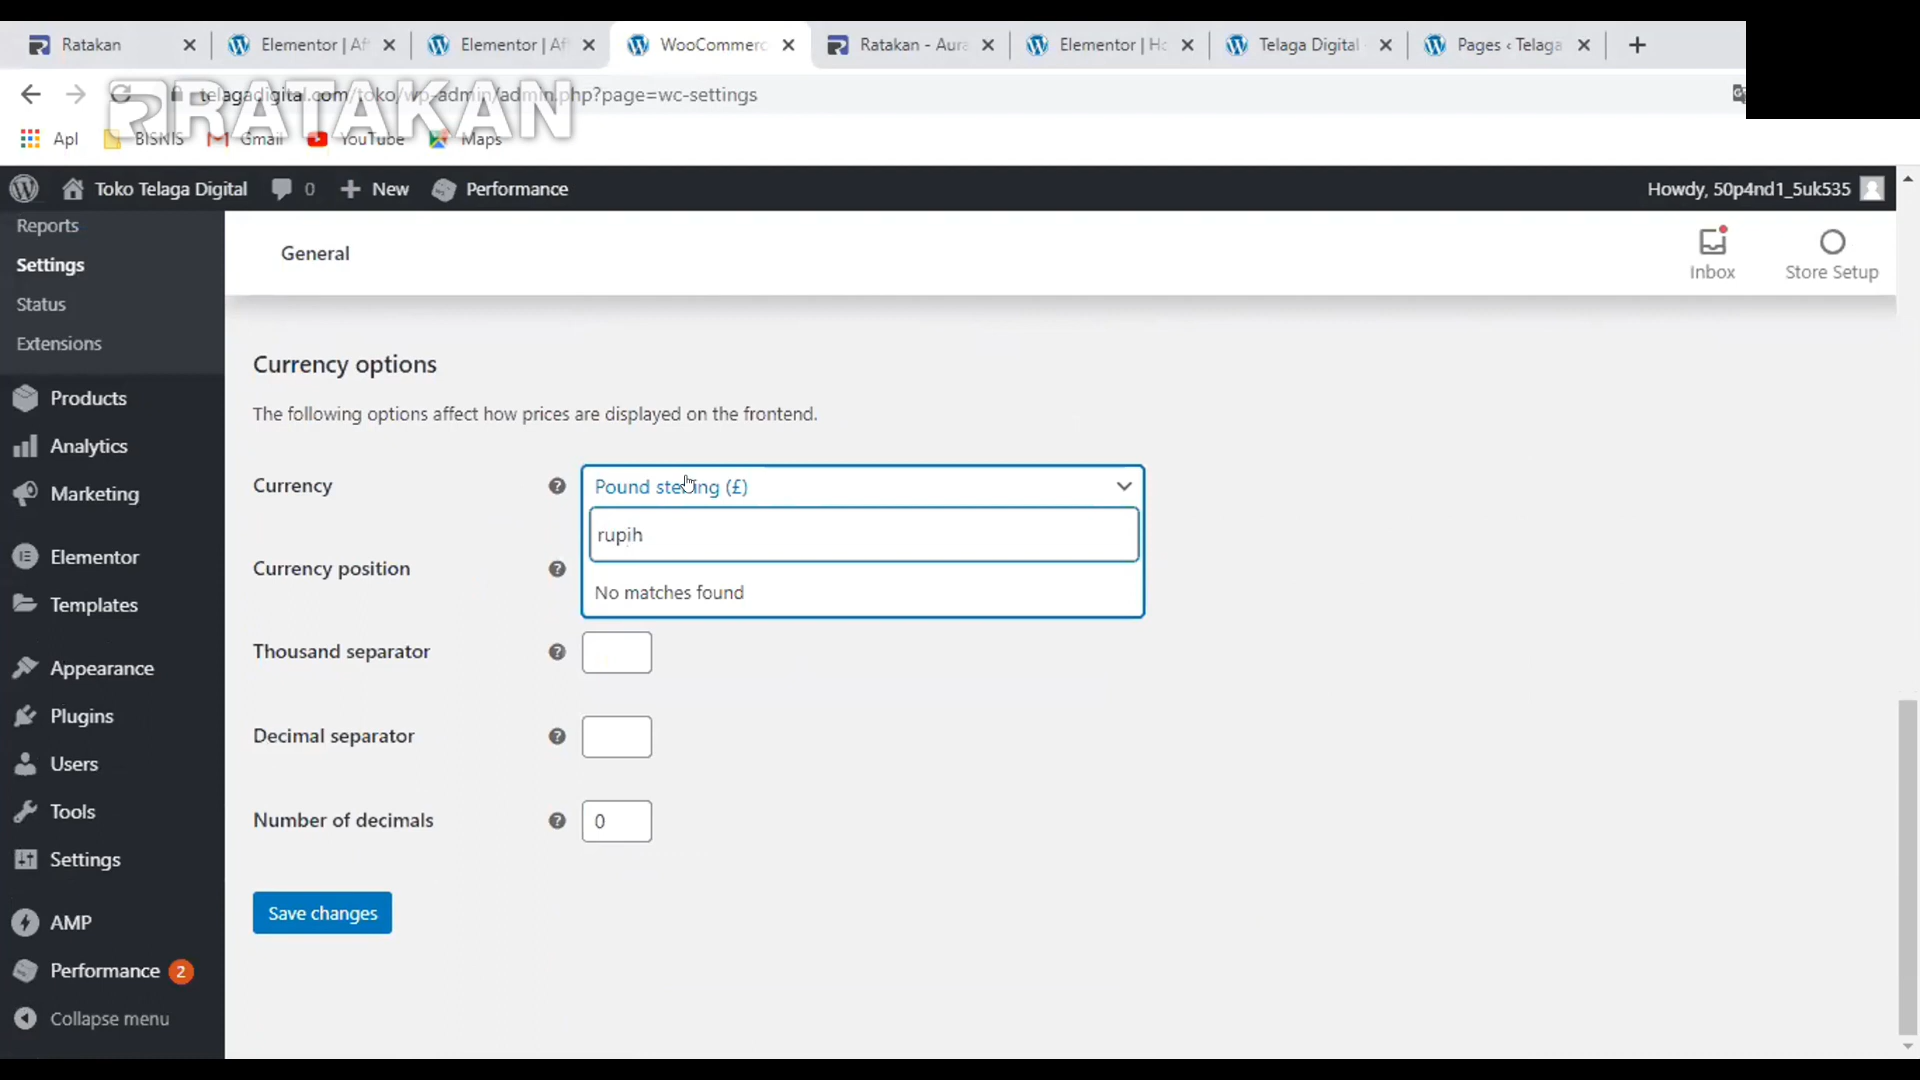 Ratakan
Elementor | Af
Elementor | Af
WooCommerc
Ratakan - Aura
Elementor | Ho
Telaga Digital
Pages ‹ Telaga
telagadigital.com/toko/wp-admin/admin.php?page=wc-settings
RATAKAN
Apl
BISNIS
Gmail
YouTube
Maps
Toko Telaga Digital
0
New
Performance
Howdy, 50p4nd1_5uk535
Reports
Settings
Status
Extensions
Products
Analytics
Marketing
Elementor
Templates
Appearance
Plugins
Users
Tools
Settings
AMP
Performance 2
Collapse menu
General
Inbox
Store Setup
Currency options
The following options affect how prices are displayed on the frontend.
Currency
Pound sterling (£)
rupih
No matches found
Currency position
Thousand separator
Decimal separator
Number of decimals
0
Save changes